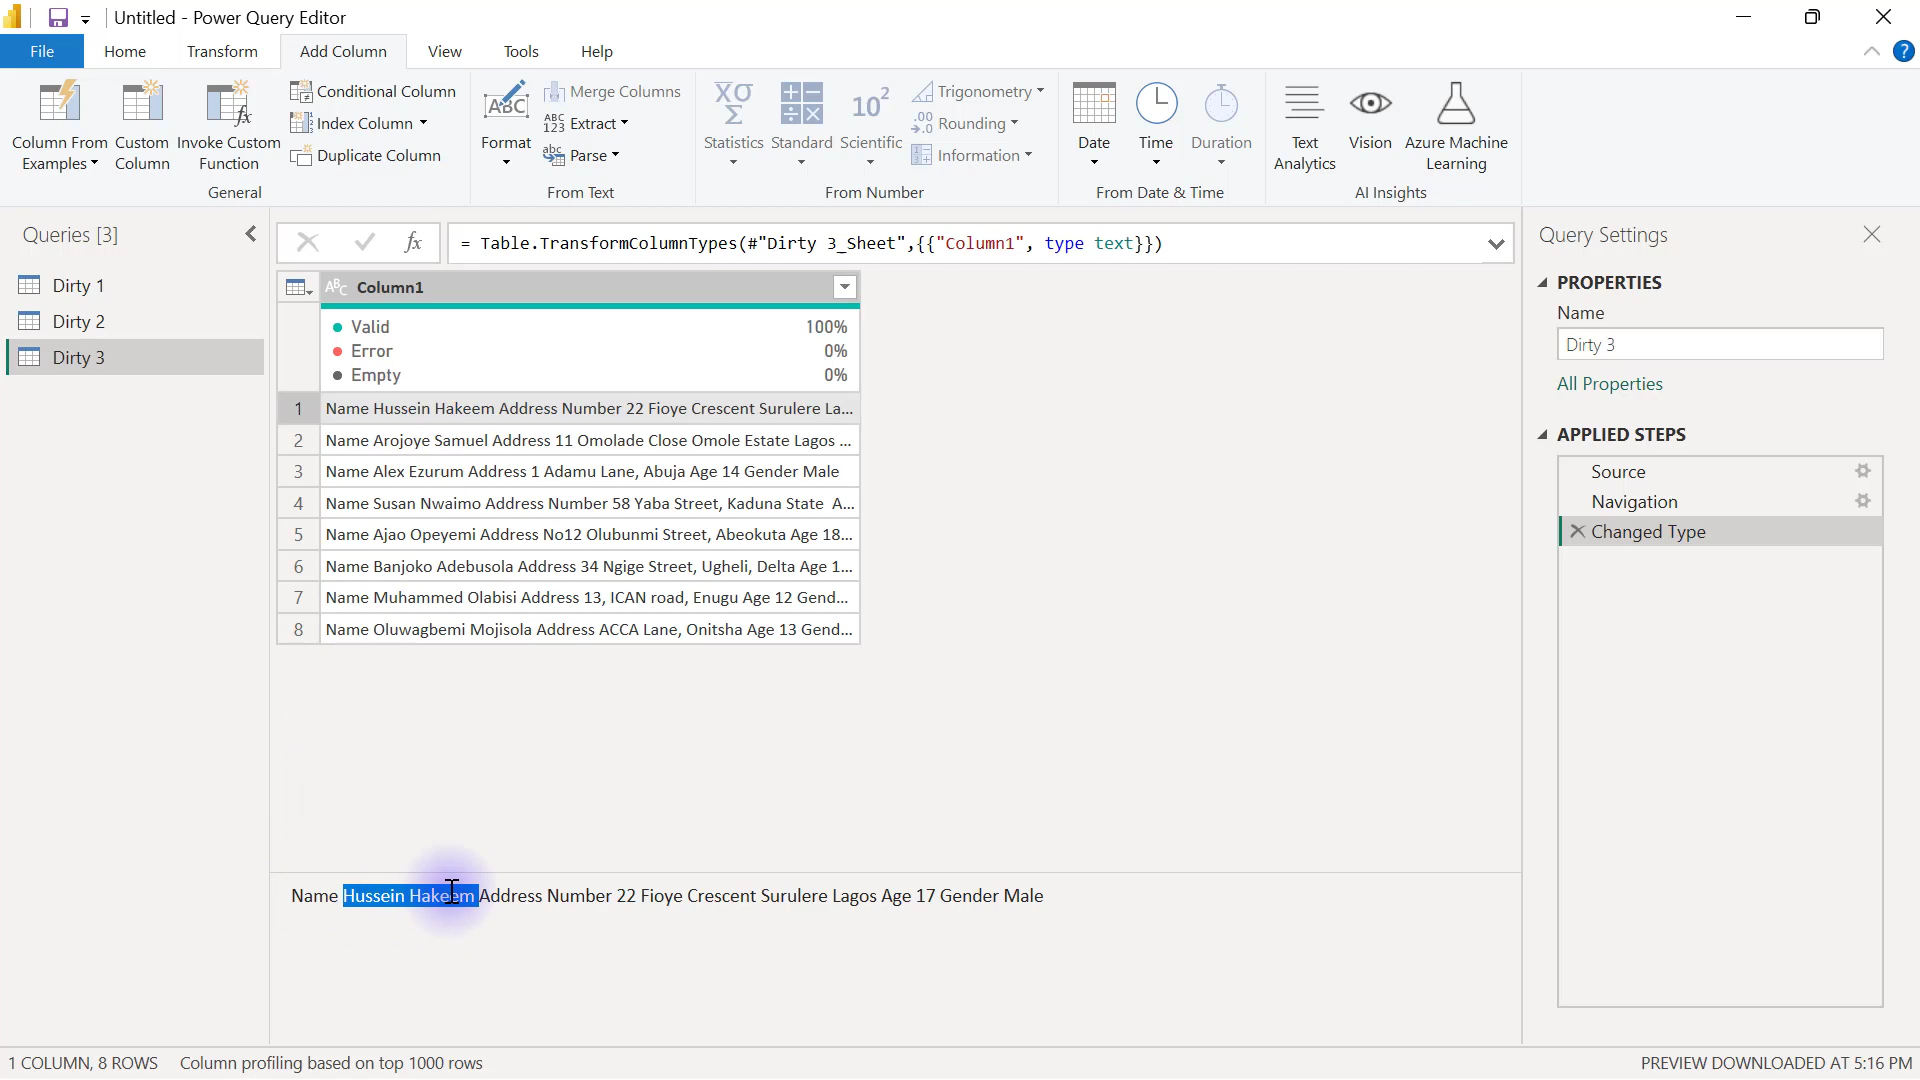 Untitled - Power Query Editor
File Home Transform Add Column View Tools Help
Column From Examples
Custom Column
Invoke Custom Function
Conditional Column
Index Column
Duplicate Column
General
Format
Merge Columns
Extract
Parse
From Text
Statistics
Standard
Scientific
Trigonometry
Rounding
Information
From Number
Date
Time
Duration
From Date & Time
Text Analytics
Vision
Azure Machine Learning
AI Insights
Queries [3]
Dirty 1
Dirty 2
Dirty 3
= Table.TransformColumnTypes(#"Dirty 3_Sheet",{{"Column1", type text}})
Column1
Valid 100%
Error 0%
Empty 0%
1 Name Hussein Hakeem Address Number 22 Fioye Crescent Surulere La...
2 Name Arojoye Samuel Address 11 Omolade Close Omole Estate Lagos ...
3 Name Alex Ezurum Address 1 Adamu Lane, Abuja Age 14 Gender Male
4 Name Susan Nwaimo Address Number 58 Yaba Street, Kaduna State A...
5 Name Ajao Opeyemi Address No12 Olubunmi Street, Abeokuta Age 18...
6 Name Banjoko Adebusola Address 34 Ngige Street, Ugheli, Delta Age 1...
7 Name Muhammed Olabisi Address 13, ICAN road, Enugu Age 12 Gend...
8 Name Oluwagbemi Mojisola Address ACCA Lane, Onitsha Age 13 Gend...
Name Hussein Hakeem Address Number 22 Fioye Crescent Surulere Lagos Age 17 Gender Male
Query Settings
PROPERTIES
Name
Dirty 3
All Properties
APPLIED STEPS
Source
Navigation
Changed Type
1 COLUMN, 8 ROWS Column profiling based on top 1000 rows
PREVIEW DOWNLOADED AT 5:16 PM